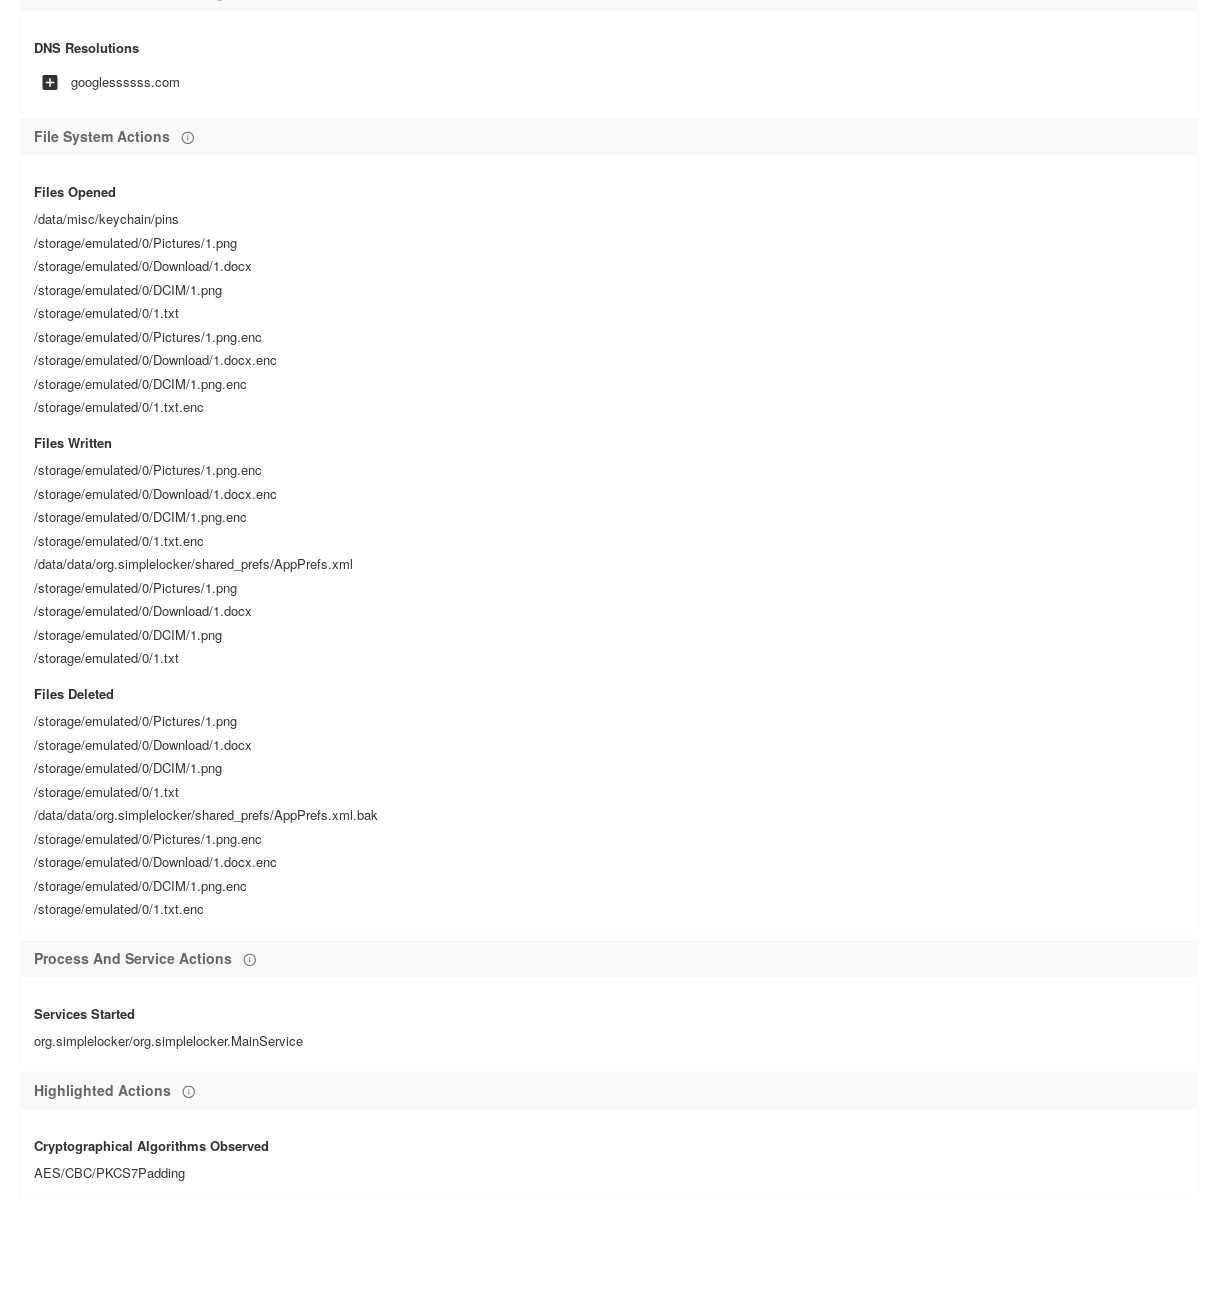 DNS Resolutions
googlessssss.com
File System Actions
Files Opened
/data/misc/keychain/pins
/storage/emulated/0/Pictures/1.png
/storage/emulated/0/Download/1.docx
/storage/emulated/0/DCIM/1.png
/storage/emulated/0/1.txt
/storage/emulated/0/Pictures/1.png.enc
/storage/emulated/0/Download/1.docx.enc
/storage/emulated/0/DCIM/1.png.enc
/storage/emulated/0/1.txt.enc
Files Written
/storage/emulated/0/Pictures/1.png.enc
/storage/emulated/0/Download/1.docx.enc
/storage/emulated/0/DCIM/1.png.enc
/storage/emulated/0/1.txt.enc
/data/data/org.simplelocker/shared_prefs/AppPrefs.xml
/storage/emulated/0/Pictures/1.png
/storage/emulated/0/Download/1.docx
/storage/emulated/0/DCIM/1.png
/storage/emulated/0/1.txt
Files Deleted
/storage/emulated/0/Pictures/1.png
/storage/emulated/0/Download/1.docx
/storage/emulated/0/DCIM/1.png
/storage/emulated/0/1.txt
/data/data/org.simplelocker/shared_prefs/AppPrefs.xml.bak
/storage/emulated/0/Pictures/1.png.enc
/storage/emulated/0/Download/1.docx.enc
/storage/emulated/0/DCIM/1.png.enc
/storage/emulated/0/1.txt.enc
Process And Service Actions
Services Started
org.simplelocker/org.simplelocker.MainService
Highlighted Actions
Cryptographical Algorithms Observed
AES/CBC/PKCS7Padding